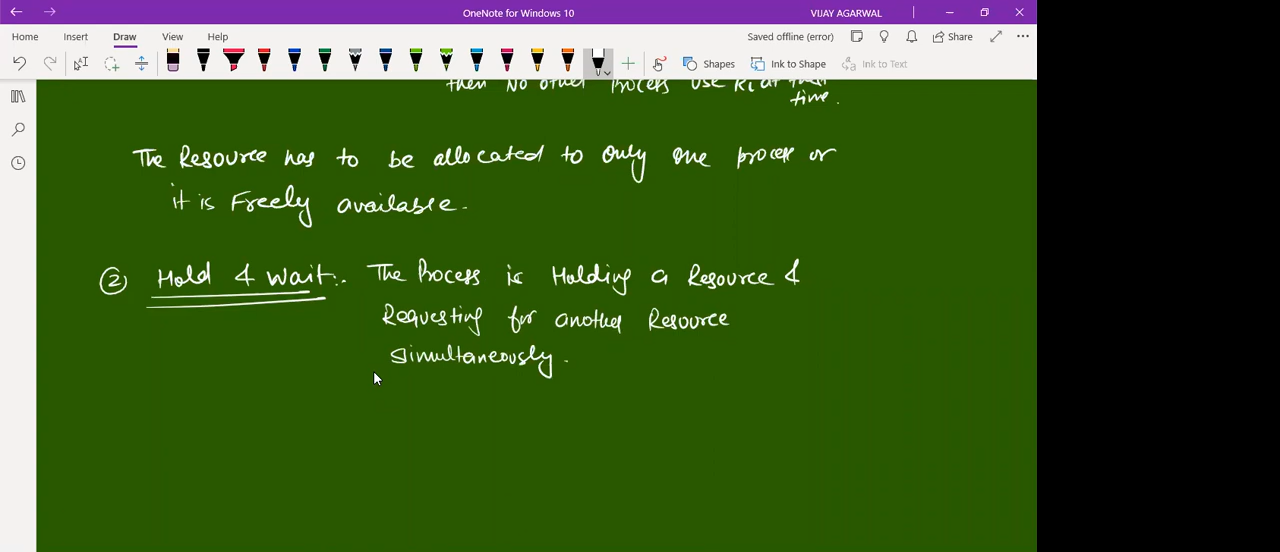 OneNote for Windows 10
VIJAY AGARWAL
Home Insert Draw View Help
Saved offline (error)
Share
Shapes
Ink to Shape
Ink to Text
then No other Process use R1 at that
time.
The Resource has to be allocated to only one process or
it is Freely available.
② Hold & Wait:. The Process is Holding a Resource &
Requesting for another Resource
simultaneously.